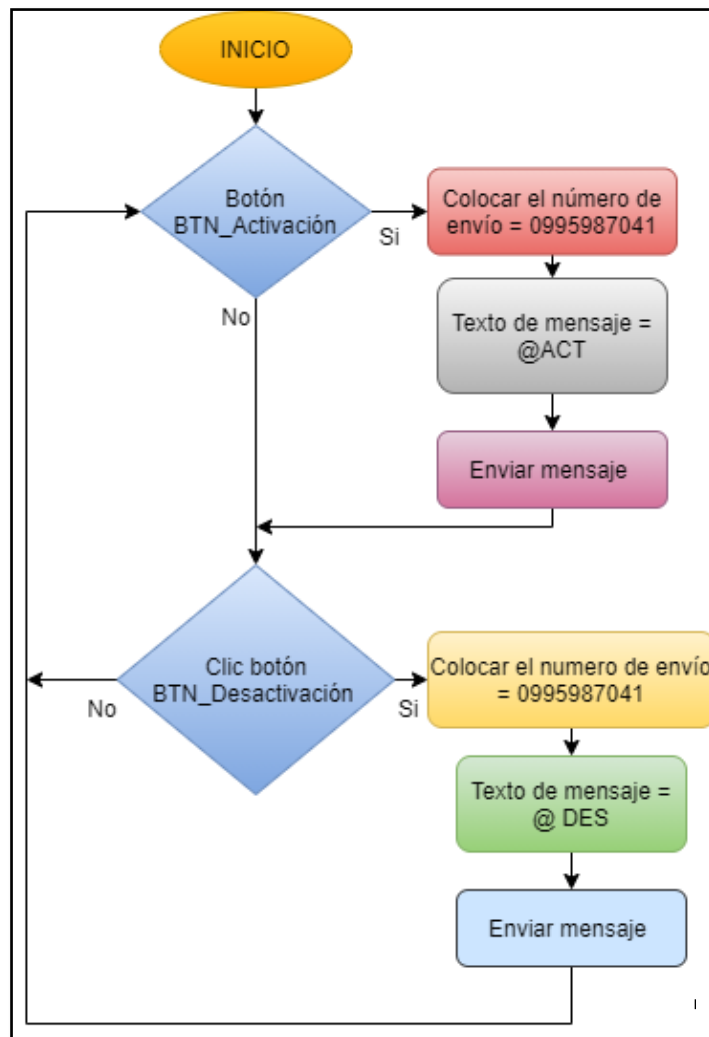 INICIO
Botón
BTN_Activación
Si
No
Colocar el número de
envío = 0995987041
Texto de mensaje =
@ACT
Enviar mensaje
Clic botón
BTN_Desactivación
No
Si
Colocar el numero de envío
= 0995987041
Texto de mensaje =
@ DES
Enviar mensaje